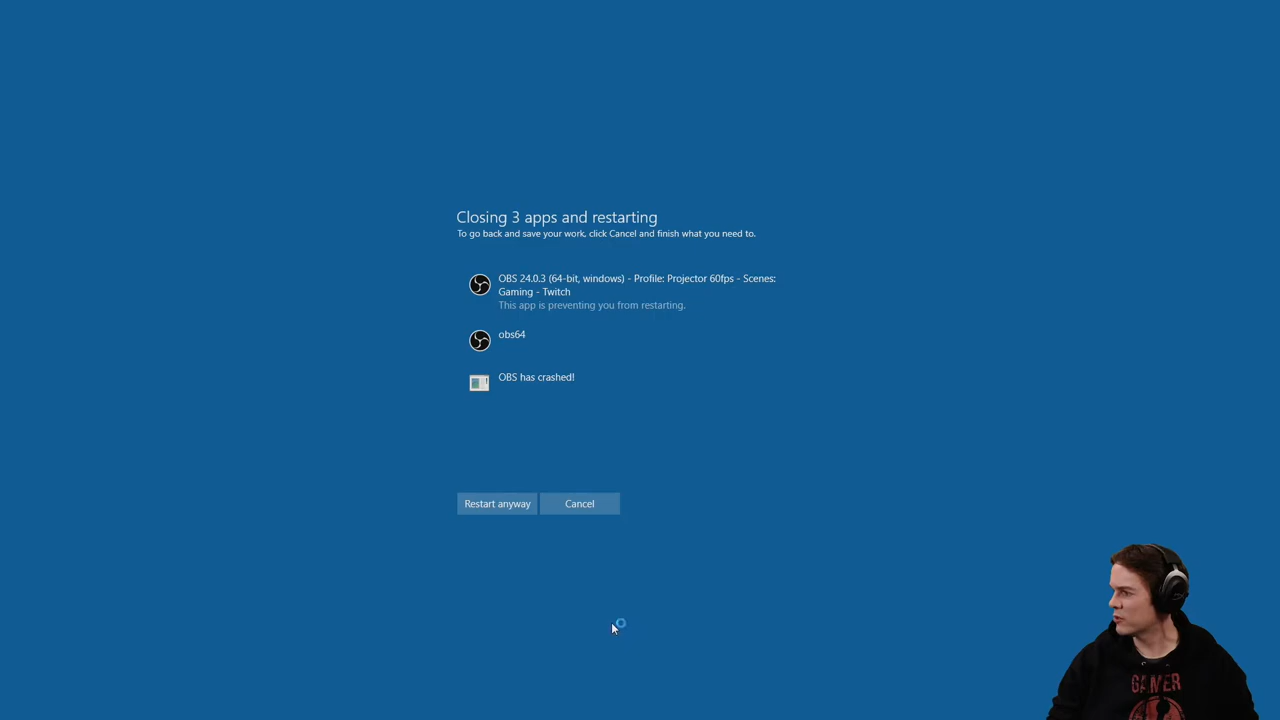 Closing 3 apps and restarting
To go back and save your work, click Cancel and finish what you need to.
OBS 24.0.3 (64-bit, windows) - Profile: Projector 60fps - Scenes:
Gaming - Twitch
This app is preventing you from restarting.
obs64
OBS has crashed!
Restart anyway
Cancel
GAMER